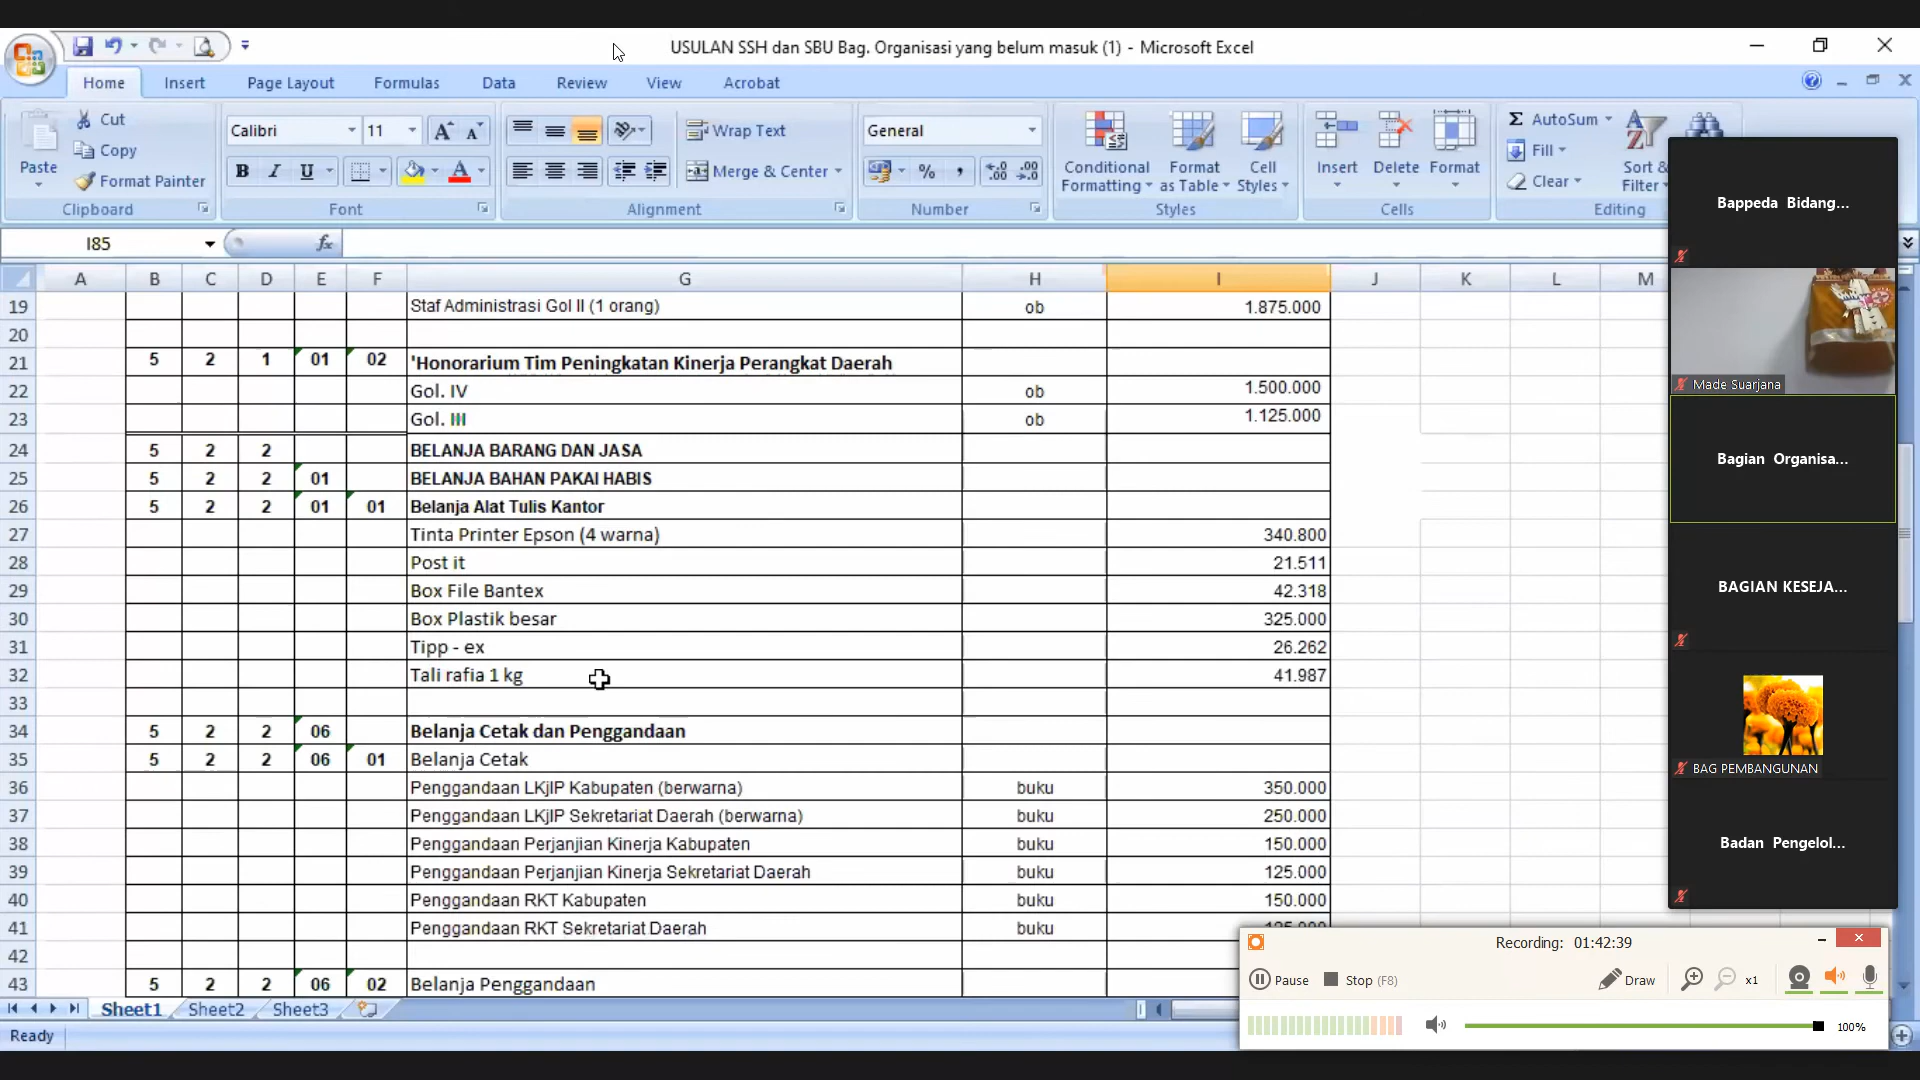 USULAN SSH dan SBU Bag. Organisasi yang belum masuk (1) - Microsoft Excel
Home Insert Page Layout Formulas Data Review View Acrobat
Paste
Cut
Copy
Format Painter
Clipboard
Calibri 11
B I U
Font
Wrap Text
Merge & Center
Alignment
General
%
Number
Conditional Formatting
Format as Table
Cell Styles
Styles
Insert Delete Format
Cells
AutoSum
Fill
Clear
Sort & Filter
Editing
I85 fx
A B C D E F G H I J K L M
19 Staf Administrasi Gol II (1 orang) ob 1.875.000
20
21 5 2 1 01 02 'Honorarium Tim Peningkatan Kinerja Perangkat Daerah
22 Gol. IV ob 1.500.000
23 Gol. III ob 1.125.000
24 5 2 2 BELANJA BARANG DAN JASA
25 5 2 2 01 BELANJA BAHAN PAKAI HABIS
26 5 2 2 01 01 Belanja Alat Tulis Kantor
27 Tinta Printer Epson (4 warna) 340.800
28 Post it 21.511
29 Box File Bantex 42.318
30 Box Plastik besar 325.000
31 Tipp - ex 26.262
32 Tali rafia 1 kg 41.987
33
34 5 2 2 06 Belanja Cetak dan Penggandaan
35 5 2 2 06 01 Belanja Cetak
36 Penggandaan LKjIP Kabupaten (berwarna) buku 350.000
37 Penggandaan LKjIP Sekretariat Daerah (berwarna) buku 250.000
38 Penggandaan Perjanjian Kinerja Kabupaten buku 150.000
39 Penggandaan Perjanjian Kinerja Sekretariat Daerah buku 125.000
40 Penggandaan RKT Kabupaten buku 150.000
41 Penggandaan RKT Sekretariat Daerah buku
42
43 5 2 2 06 02 Belanja Penggandaan
Sheet1 Sheet2 Sheet3
Ready
Bappeda Bidang...
Made Suarjana
Bagian Organisa...
BAGIAN KESEJA...
BAG PEMBANGUNAN
Badan Pengelol...
Recording: 01:42:39
Pause Stop (F8) Draw x1
100%